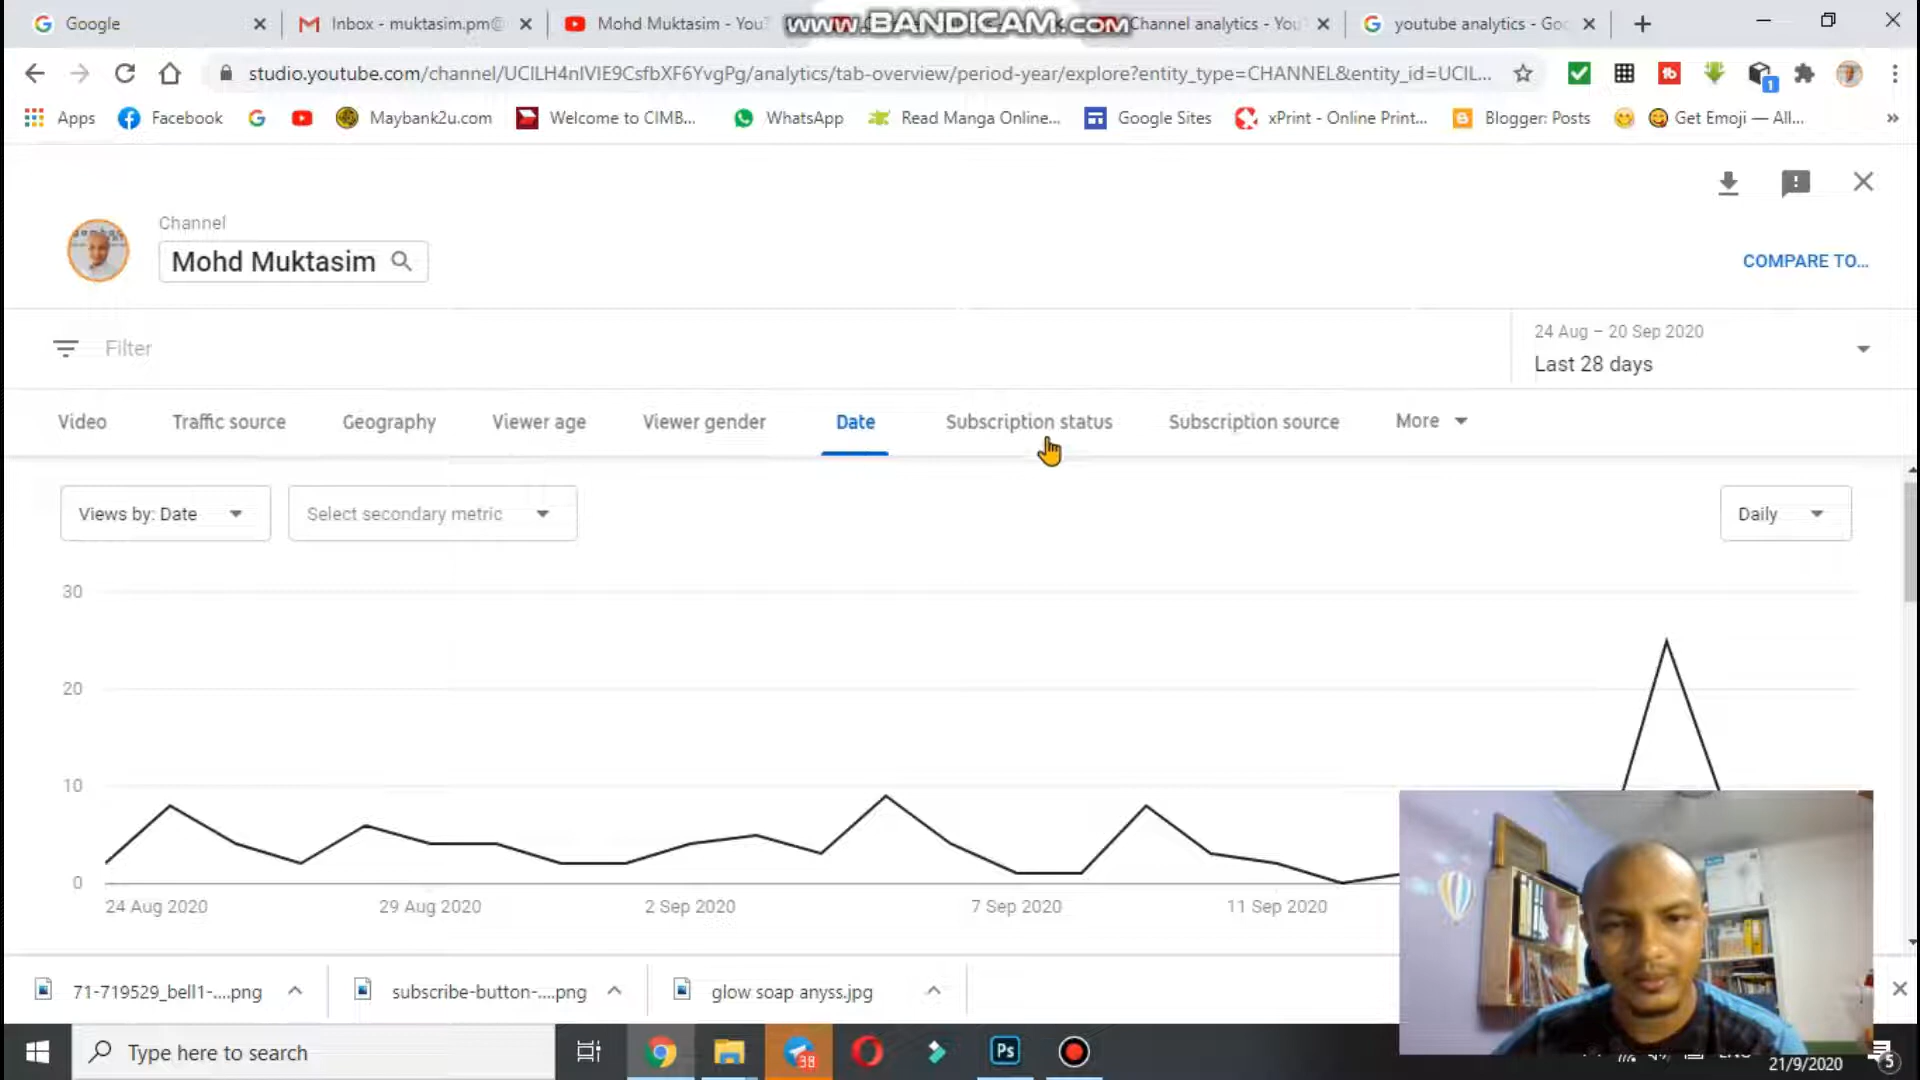 Google
Inbox - muktasim.pm@
Mohd Muktasim - You
www.BANDICAM.com
Channel analytics - You
youtube analytics - Goo
studio.youtube.com/channel/UCILH4nIVIE9CsfbXF6YvgPg/analytics/tab-overview/period-year/explore?entity_type=CHANNEL&entity_id=UCIL...
1
Apps
Facebook
Maybank2u.com
Welcome to CIMB...
WhatsApp
Read Manga Online...
Google Sites
xPrint - Online Print...
Blogger: Posts
Get Emoji — All...
»
Channel
Mohd Muktasim
COMPARE TO...
Filter
24 Aug – 20 Sep 2020
Last 28 days
Video
Traffic source
Geography
Viewer age
Viewer gender
Date
Subscription status
Subscription source
More
Views by: Date
Select secondary metric
Daily
30
20
10
0
24 Aug 2020
29 Aug 2020
2 Sep 2020
7 Sep 2020
11 Sep 2020
71-719529_bell1-....png
subscribe-button-....png
glow soap anyss.jpg
Type here to search
38
Ps
21/9/2020
5